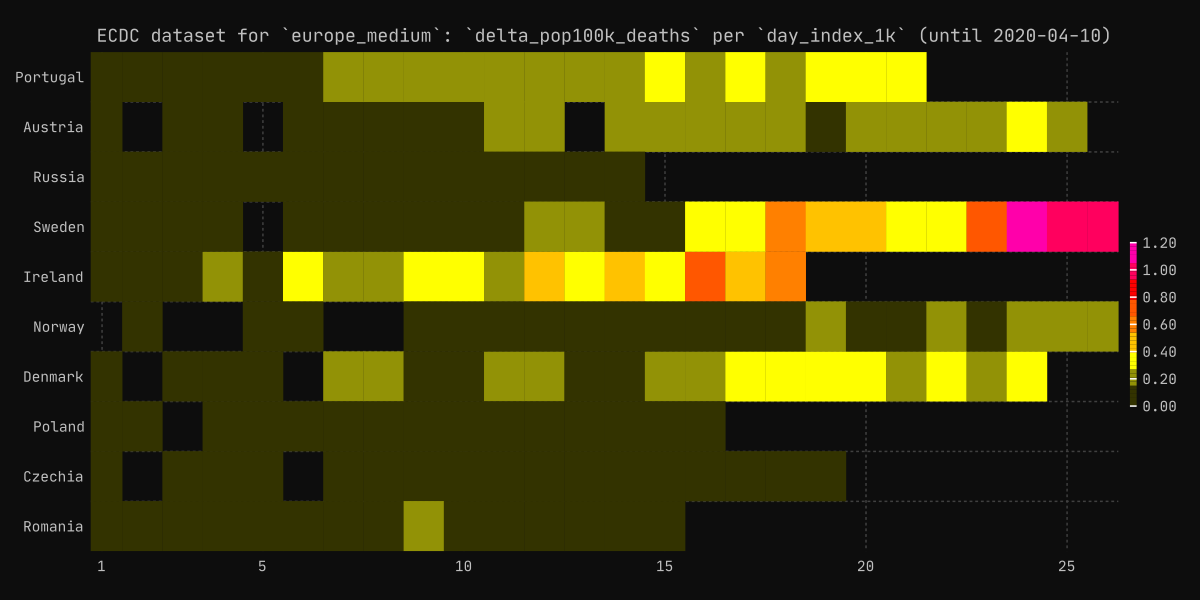 ECDC dataset for `europe_medium`: `delta_pop100k_deaths` per `day_index_1k` (until 2020-04-10)
Portugal
Austria
Russia
Sweden
Ireland
Norway
Denmark
Poland
Czechia
Romania
1 5 10 15 20 25
1.20
1.00
0.80
0.60
0.40
0.20
0.00